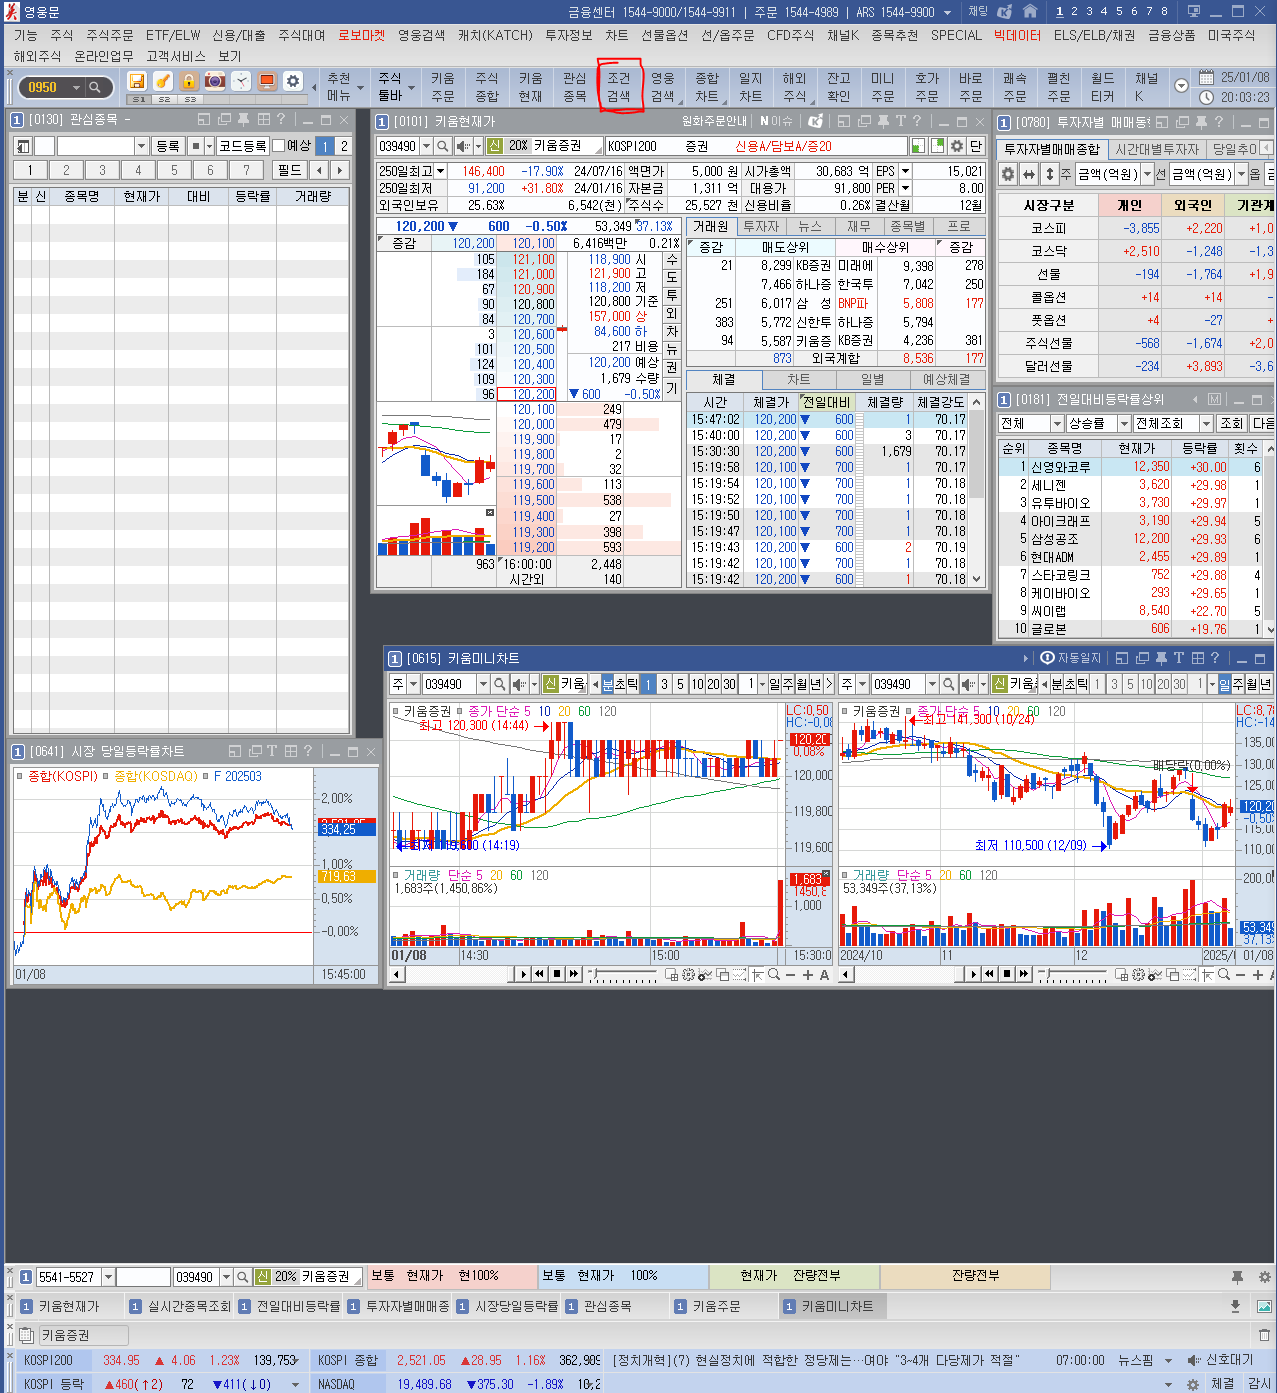 영웅문
금융센터 1544-9000/1544-9911 | 주문 1544-4989 | ARS 1544-9900 채팅 1 2 3 4 5 6 7 8
기능 주식 주식주문 ETF/ELW 신용/대출 주식대여 로보마켓 영웅검색 캐치(KATCH) 투자정보 차트 선물옵션 선/옵주문 CFD주식 채널K 종목추천 SPECIAL 빅데이터 ELS/ELB/채권 금융상품 미국주식
해외주식 온라인업무 고객서비스 보기
0950 S1 S2 S3
추천메뉴 주식툴바 키움주문 주식종합 키움현재 관심종목 조건검색 영웅검색 종합차트 일지차트 해외주식 잔고확인 미니주문 호가주문 바로주문 쾌속주문 펼친주문 월드티커 채널K
25/01/08
20:03:23
1 [0130] 관심종목 -
등록 코드등록 예상 1 2
1 2 3 4 5 6 7 필드
분 신 종목명 현재가 대비 등락률 거래량
1 [0101] 키움현재가 원화주문안내 N이슈
039490 신 20% 키움증권 KOSPI200 증권 신용A/담보A/증20 단
250일최고 146,400 -17.90% 24/07/16 액면가 5,000 원 시가총액 30,683 억 EPS 15,021
250일최저 91,200 +31.80% 24/01/16 자본금 1,311 억 대용가 91,800 PER 8.00
외국인보유 25.63% 6,542(천) 주식수 25,527 천 신용비율 0.26% 결산월 12월
120,200 ▼ 600 -0.50% 53,349 37.13%
증감 120,200 120,100 6,416백만 0.21%
105 121,100 118,900 시
184 121,000 121,900 고
67 120,900 118,200 저
90 120,800 120,800 기준
84 120,700 157,000 상
3 120,600 84,600 하
101 120,500 217 비용
124 120,400 120,200 예상
109 120,300 1,679 수량
96 120,200 ▼ 600 -0.50%
수 도 투 외 차 뉴 권 기
120,100 249
120,000 479
119,900 17
119,800 2
119,700 32
119,600 113
119,500 538
119,400 27
119,300 398
119,200 593
963 16:00:00 2,448
시간외 140
거래원 투자자 뉴스 재무 종목별 프로
증감 매도상위 매수상위 증감
21 8,299 KB증권 미래에 9,398 278
7,466 하나증 한국투 7,042 250
251 6,017 삼 성 BNP파 5,808 177
383 5,772 신한투 하나증 5,794
94 5,587 키움증 KB증권 4,236 381
873 외국계합 8,536 177
체결 차트 일별 예상체결
시간 체결가 전일대비 체결량 체결강도
15:47:02 120,200 ▼ 600 1 70.17
15:40:00 120,200 ▼ 600 3 70.17
15:30:30 120,200 ▼ 600 1,679 70.17
15:19:58 120,100 ▼ 700 1 70.17
15:19:54 120,100 ▼ 700 1 70.18
15:19:52 120,100 ▼ 700 1 70.18
15:19:50 120,100 ▼ 700 1 70.18
15:19:47 120,100 ▼ 700 1 70.18
15:19:43 120,200 ▼ 600 2 70.19
15:19:42 120,100 ▼ 700 1 70.18
15:19:42 120,200 ▼ 600 1 70.18
1 [0780] 투자자별 매매동
투자자별매매종합 시간대별투자자 당일추이
주 금액(억원) 선 금액(억원) 옵
시장구분 개인 외국인 기관계
코스피 -3,855 +2,220 +1,0
코스닥 +2,510 -1,248 -1,3
선물 -194 -1,764 +1,9
콜옵션 +14 +14 -
풋옵션 +4 -27 +
주식선물 -568 -1,674 +2,0
달러선물 -234 +3,893 -3,6
1 [0181] 전일대비등락률상위
전체 상승률 전체조회 조회 다음
순위 종목명 현재가 등락률 횟수
1 신영와코루 12,350 +30.00 6
2 세니젠 3,620 +29.98 1
3 유투바이오 3,730 +29.97 1
4 아이크래프 3,190 +29.94 5
5 삼성공조 12,200 +29.93 6
6 현대ADM 2,455 +29.89 1
7 스타코링크 752 +29.88 4
8 케이바이오 293 +29.65 1
9 씨이랩 8,540 +22.70 5
10 글로본 606 +19.76 1
1 [0641] 시장 당일등락률차트
종합(KOSPI) 종합(KOSDAQ) F 202503
2,00%
334,25
1,00%
719,63
0,50%
-0,00%
01/08 15:45:00
1 [0615] 키움미니차트 자동일지
주 039490 신 키움 분 초 틱 1 3 5 10 20 30 1 일 주 월 년
키움증권 종가 단순 5 10 20 60 120
최고 120,300 (14:44)
LC:0,50
HC:-0,08
120,20
0,08%
120,000
119,800
119,600
최저 119,600 (14:19)
거래량 단순 5 20 60 120
1,683주(1,450,86%)
1,683
1450,8
1,000
01/08 14:30 15:00 15:30:0
주 039490 신 키움 분 초 틱 1 3 5 10 20 30 1 일 주 월 년
키움증권 종가 단순 5 10 20 60 120
최고 141,300 (10/24)
LC:8,7
HC:-14
135,00
130,00
배당락(0,00%)
125,00
120,20
-0,50%
115,00
110,00
최저 110,500 (12/09)
거래량 단순 5 20 60 120
53,349주(37,13%)
200,00
53,349
37,13
2024/10 11 12 2025/ 01/08
1 5541-5527 039490 신 20% 키움증권 보통 현재가 현100% 보통 현재가 100% 현재가 잔량전부 잔량전부
1 키움현재가 1 실시간종목조회 1 전일대비등락률 1 투자자별매매종 1 시장당일등락률 1 관심종목 1 키움주문 1 키움미니차트
키움증권
KOSPI200 334.95 ▲ 4.06 1.23% 139,753 KOSPI 종합 2,521.05 ▲28.95 1.16% 362,909 [정치개혁](7) 현실정치에 적합한 정당제는…여야 "3~4개 다당제가 적절" 07:00:00 뉴스핌 신호대기
KOSPI 등락 ▲460(↑2) 72 ▼411(↓0) NASDAQ 19,489.68 ▼375.30 -1.89% 체결 감시